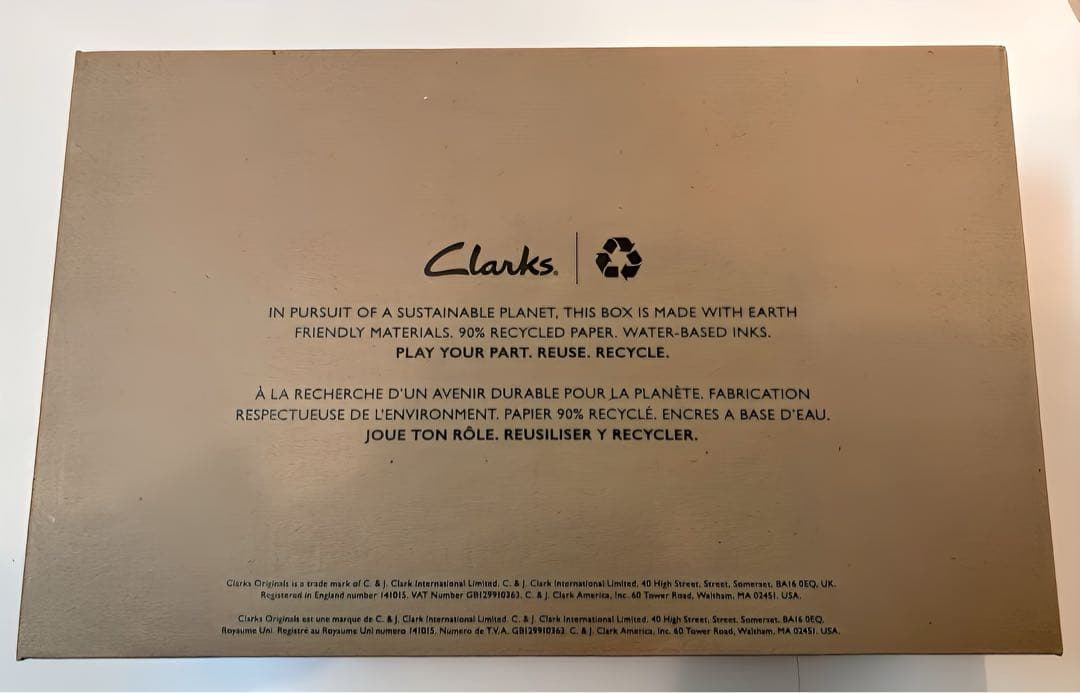 Clarks.
IN PURSUIT OF A SUSTAINABLE PLANET, THIS BOX IS MADE WITH EARTH
FRIENDLY MATERIALS. 90% RECYCLED PAPER. WATER-BASED INKS.
PLAY YOUR PART. REUSE. RECYCLE.
À LA RECHERCHE D'UN AVENIR DURABLE POUR LA PLANÈTE. FABRICATION
RESPECTUEUSE DE L'ENVIRONMENT. PAPIER 90% RECYCLÉ. ENCRES A BASE D'EAU.
JOUE TON RÔLE. REUSILISER Y RECYCLER.
Clarks Originals is a trade mark of C. & J. Clark International Limited. C. & J. Clark International Limited, 40 High Street, Street, Somerset, BA16 0EQ, UK.
Registered in England number 141015. VAT Number GB129910363. C. & J. Clark America, Inc. 60 Tower Road, Waltham, MA 02451. USA.
Clarks Originals est une marque de C. & J. Clark International Limited. C. & J. Clark International Limited, 40 High Street, Street, Somerset, BA16 0EQ,
Royaume Uni. Registré au Royaume Uni numero 141015. Numero de T.V.A. GB129910363. C. & J. Clark America, Inc. 60 Tower Road, Waltham, MA 02451. USA.